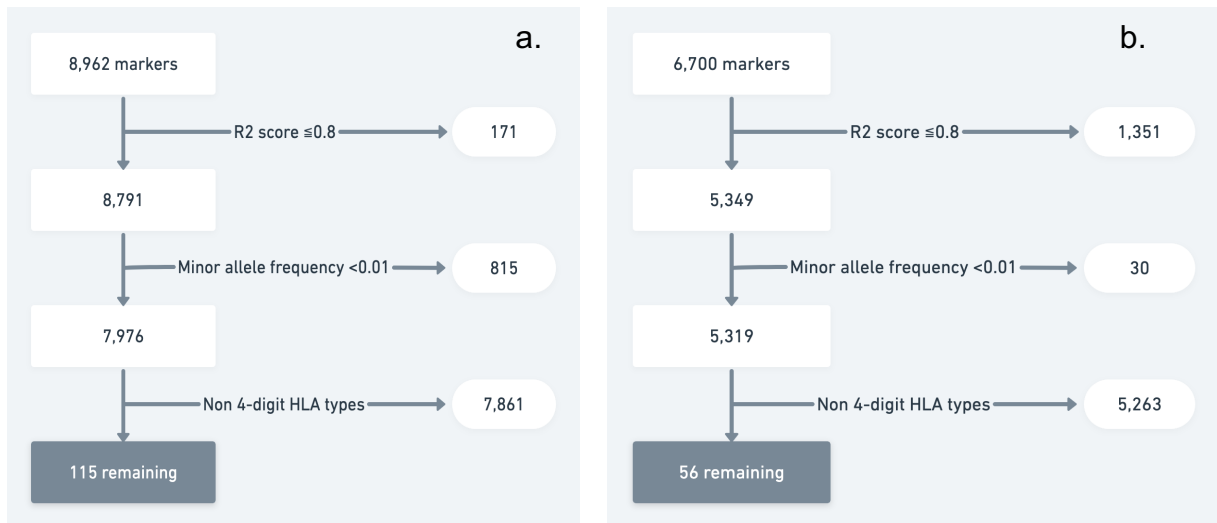 a.
8,962 markers
R2 score ≦0.8
171
8,791
Minor allele frequency <0.01
815
7,976
Non 4-digit HLA types
7,861
115 remaining
b.
6,700 markers
R2 score ≦0.8
1,351
5,349
Minor allele frequency <0.01
30
5,319
Non 4-digit HLA types
5,263
56 remaining